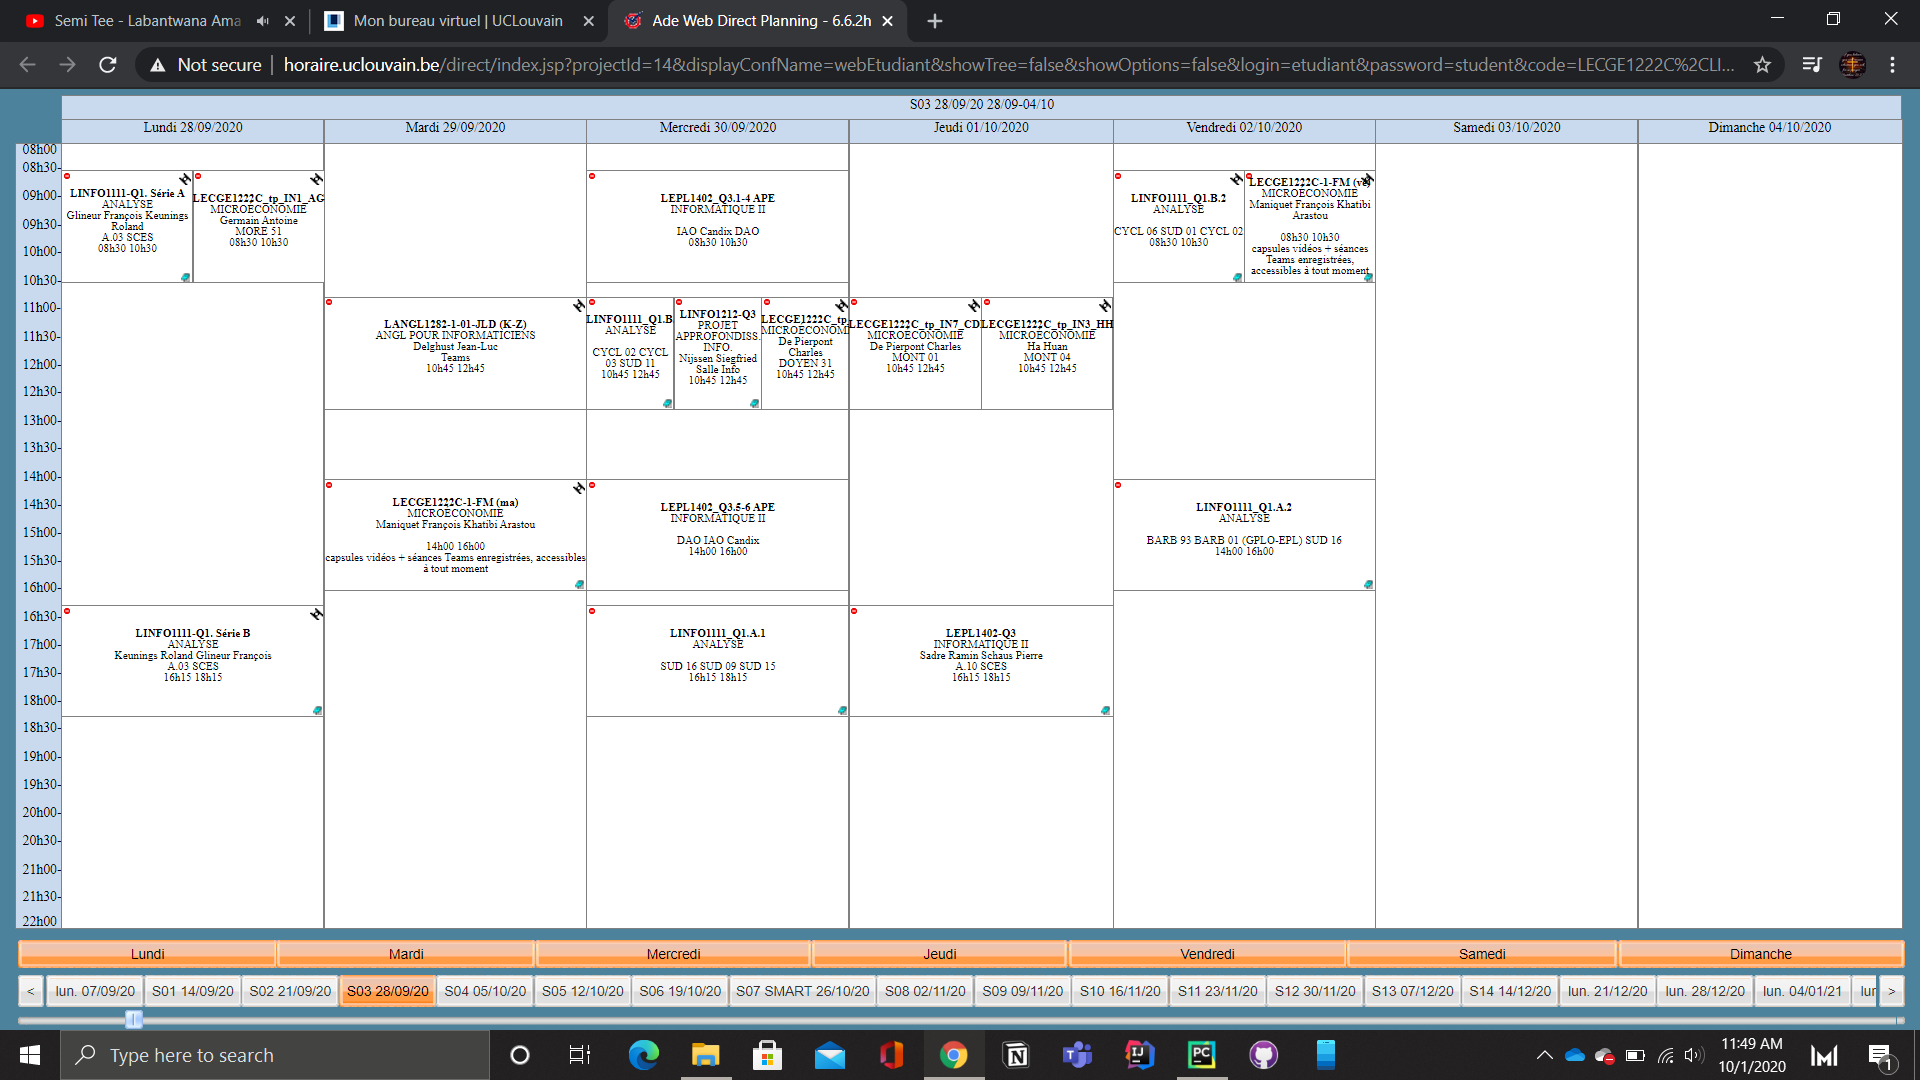 Semi Tee - Labantwana Ama
Mon bureau virtuel | UCLouvain
Ade Web Direct Planning - 6.6.2h
Not secure
horaire.uclouvain.be/direct/index.jsp?projectId=14&displayConfName=webEtudiant&showTree=false&showOptions=false&login=etudiant&password=student&code=LECGE1222C%2CLI...
S03 28/09/20 28/09-04/10
Lundi 28/09/2020
Mardi 29/09/2020
Mercredi 30/09/2020
Jeudi 01/10/2020
Vendredi 02/10/2020
Samedi 03/10/2020
Dimanche 04/10/2020
08h00
08h30
09h00
09h30
10h00
10h30
11h00
11h30
12h00
12h30
13h00
13h30
14h00
14h30
15h00
15h30
16h00
16h30
17h00
17h30
18h00
18h30
19h00
19h30
20h00
20h30
21h00
21h30
22h00
LINFO1111-Q1. Série A
ANALYSE
Glineur François Keunings
Roland
A.03 SCES
08h30 10h30
LECGE1222C_tp_IN1_AG
MICROECONOMIE
Germain Antoine
MORE 51
08h30 10h30
LINFO1111-Q1. Série B
ANALYSE
Keunings Roland Glineur François
A.03 SCES
16h15 18h15
LANGL1282-1-01-JLD (K-Z)
ANGL POUR INFORMATICIENS
Delghust Jean-Luc
Teams
10h45 12h45
LECGE1222C-1-FM (ma)
MICROECONOMIE
Maniquet François Khatibi Arastou
14h00 16h00
capsules vidéos + séances Teams enregistrées, accessibles
à tout moment
LEPL1402_Q3.1-4 APE
INFORMATIQUE II
IAO Candix DAO
08h30 10h30
LINFO1111_Q1.B
ANALYSE
CYCL 02 CYCL
03 SUD 11
10h45 12h45
LINFO1212-Q3
PROJET
APPROFONDISS.
INFO.
Nijssen Siegfried
Salle Info
10h45 12h45
LECGE1222C_tp_
MICROECONOMI
De Pierpont
Charles
DOYEN 31
10h45 12h45
LEPL1402_Q3.5-6 APE
INFORMATIQUE II
DAO IAO Candix
14h00 16h00
LINFO1111_Q1.A.1
ANALYSE
SUD 16 SUD 09 SUD 15
16h15 18h15
LECGE1222C_tp_IN7_CD
MICROECONOMIE
De Pierpont Charles
MONT 01
10h45 12h45
LECGE1222C_tp_IN3_HH
MICROECONOMIE
Ha Huan
MONT 04
10h45 12h45
LEPL1402-Q3
INFORMATIQUE II
Sadre Ramin Schaus Pierre
A.10 SCES
16h15 18h15
LINFO1111_Q1.B.2
ANALYSE
CYCL 06 SUD 01 CYCL 02
08h30 10h30
LECGE1222C-1-FM (ve)
MICROECONOMIE
Maniquet François Khatibi
Arastou
08h30 10h30
capsules vidéos + séances
Teams enregistrées,
accessibles à tout moment
LINFO1111_Q1.A.2
ANALYSE
BARB 93 BARB 01 (GPLO-EPL) SUD 16
14h00 16h00
Lundi
Mardi
Mercredi
Jeudi
Vendredi
Samedi
Dimanche
< lun. 07/09/20 S01 14/09/20 S02 21/09/20 S03 28/09/20 S04 05/10/20 S05 12/10/20 S06 19/10/20 S07 SMART 26/10/20 S08 02/11/20 S09 09/11/20 S10 16/11/20 S11 23/11/20 S12 30/11/20 S13 07/12/20 S14 14/12/20 lun. 21/12/20 lun. 28/12/20 lun. 04/01/21 lur >
Type here to search
11:49 AM
10/1/2020
1